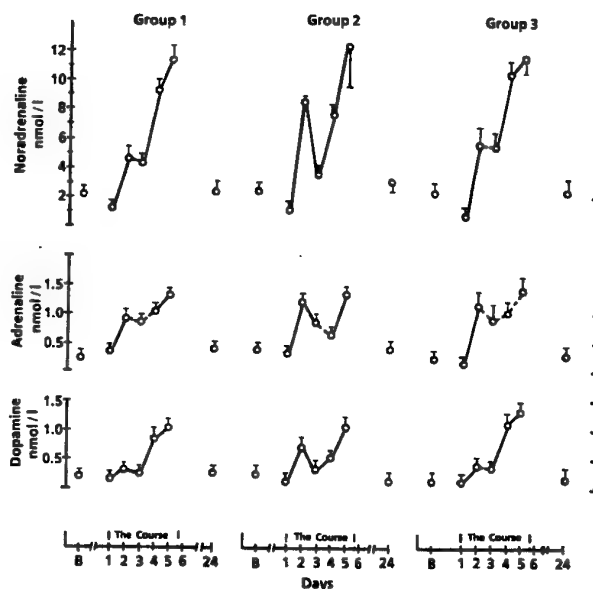 Group 1 Group 2 Group 3
Noradrenaline
nmol/l
12
10
8
6
4
2
Adrenaline
nmol/l
1.5
1.0
0.5
Dopamine
nmol/l
1.5
1.0
The Course The Course The Course
B 1 2 3 4 5 6 24 B 1 2 3 4 5 6 24 B 1 2 3 4 5 6 24
Days